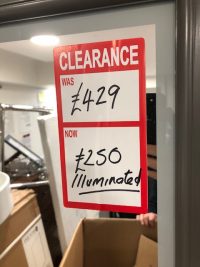 CLEARANCE
WAS
£429
NOW
£250
Illuminated